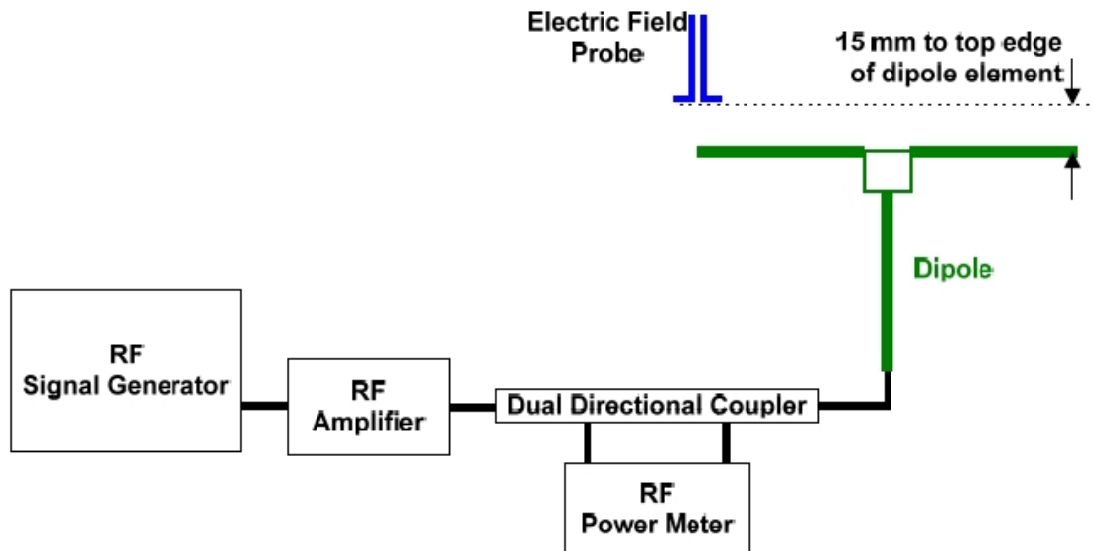 Electric Field
Probe
15 mm to top edge
of dipole element
Dipole
RF
Signal Generator
RF
Amplifier
Dual Directional Coupler
RF
Power Meter